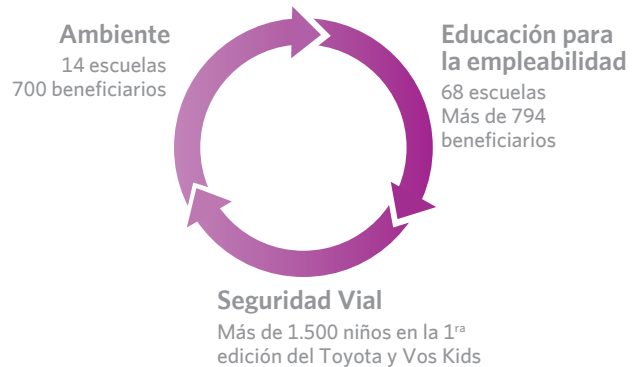 Ambiente
14 escuelas
700 beneficiarios
Educación para
la empleabilidad
68 escuelas
Más de 794
beneficiarios
Seguridad Vial
Más de 1.500 niños en la 1ra
edición del Toyota y Vos Kids